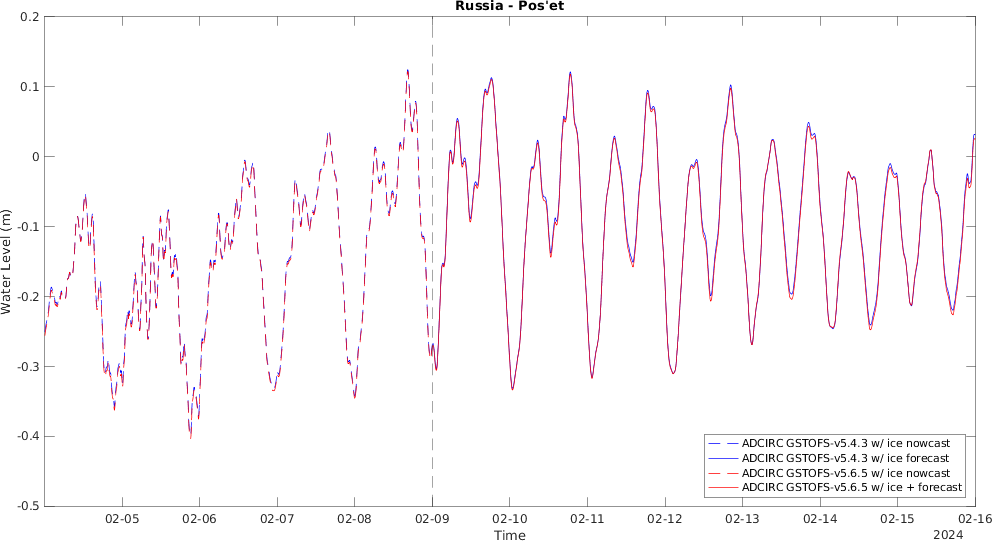 Russia - Pos'et
Water Level (m)
0.2
0.1
0
-0.1
-0.2
-0.3
-0.4
-0.5
ADCIRC GSTOFS-v5.4.3 w/ ice nowcast
ADCIRC GSTOFS-v5.4.3 w/ ice forecast
ADCIRC GSTOFS-v5.6.5 w/ ice nowcast
ADCIRC GSTOFS-v5.6.5 w/ ice + forecast
02-05 02-06 02-07 02-08 02-09 02-10 02-11 02-12 02-13 02-14 02-15 02-16
Time
2024